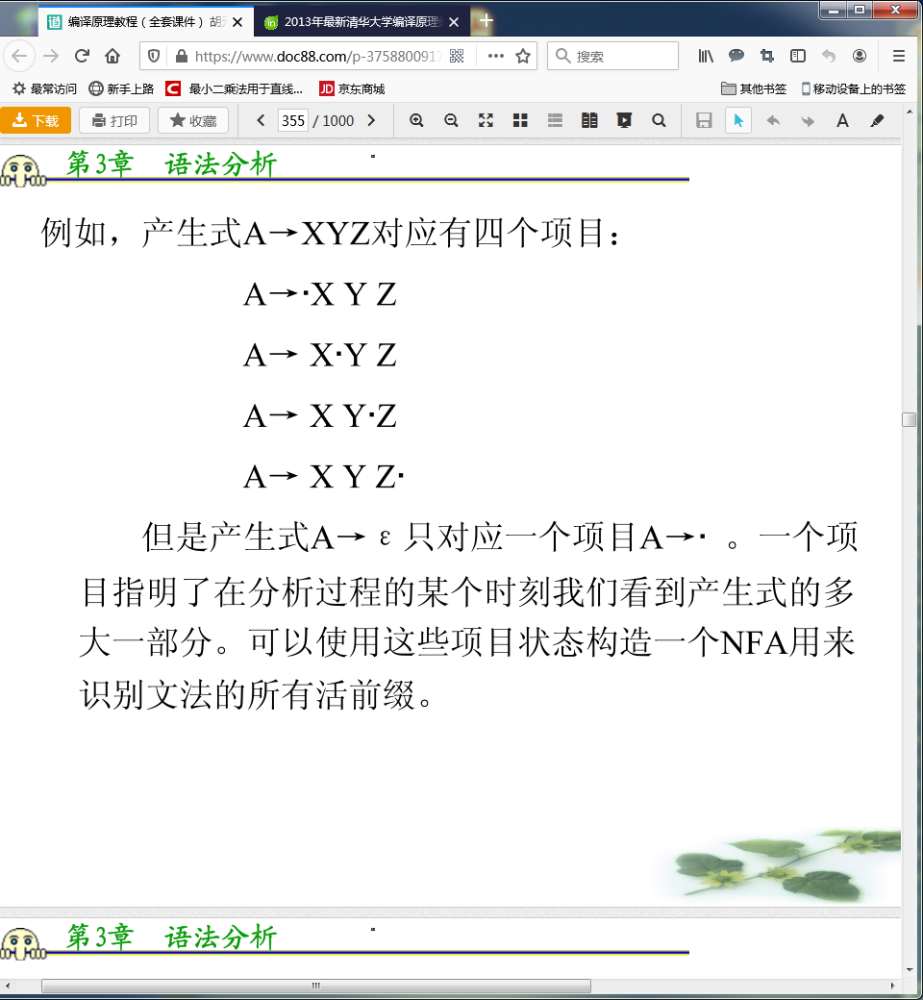 编译原理教程（全套课件）胡
2013年最新清华大学编译原理
https://www.doc88.com/p-3758800917
搜索
最常访问 新手上路 最小二乘法用于直线... JD 京东商城 其他书签 移动设备上的书签
下载 打印 收藏 355 / 1000 A
第3章 语法分析
例如，产生式A→XYZ对应有四个项目：
A→·X Y Z
A→ X·Y Z
A→ X Y·Z
A→ X Y Z·
但是产生式A→ ε 只对应一个项目A→· 。一个项
目指明了在分析过程的某个时刻我们看到产生式的多
大一部分。可以使用这些项目状态构造一个NFA用来
识别文法的所有活前缀。
第3章 语法分析